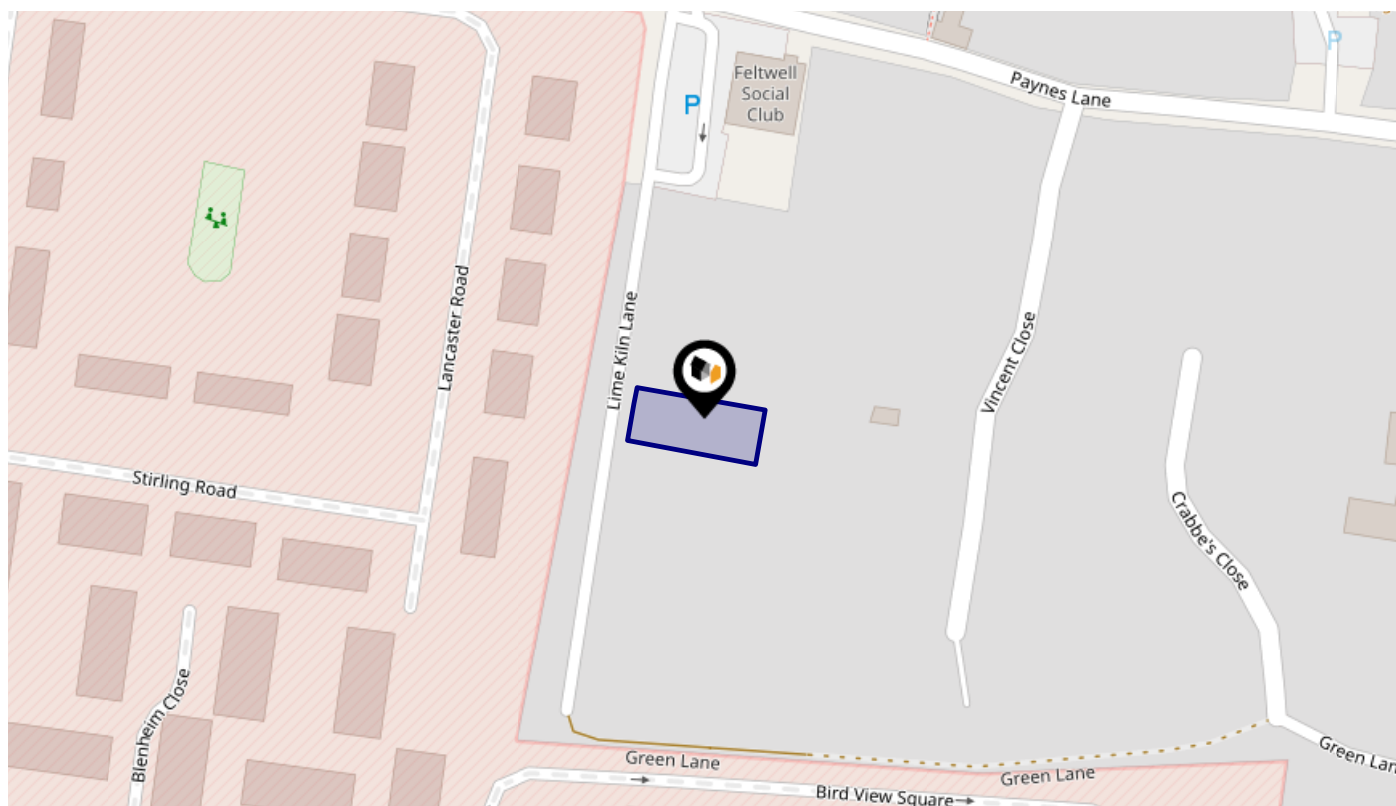 P
Feltwell
Social
Club
P
Paynes Lane
Lime Kiln Lane
Lancaster Road
Vincent Close
Stirling Road
Crabbe's Close
Blenheim Close
Green Lane
Green Lane
Green Lan
Bird View Square